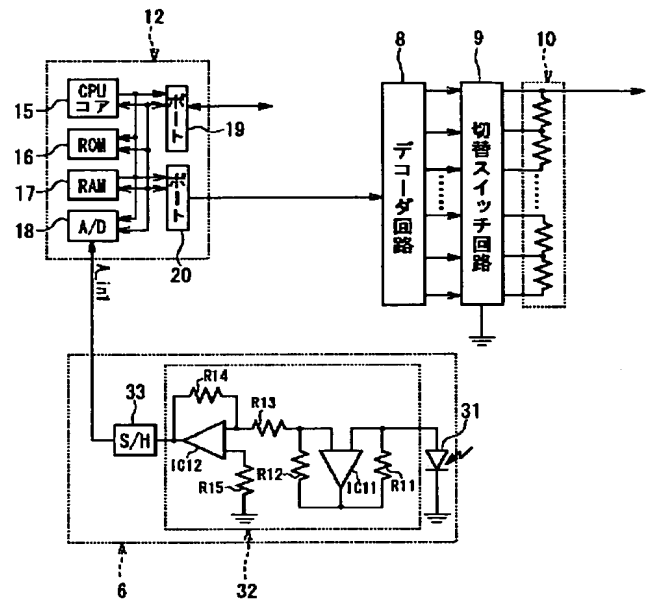 12
8
9
10
CPU
コア
ポート
15
19
16
ROM
17
RAM
ポート
18
A/D
20
デコーダ回路
切替スイッチ回路
A_in1
33
S/H
R14
R13
IC12
R15
R12
IC11
R11
31
6
32